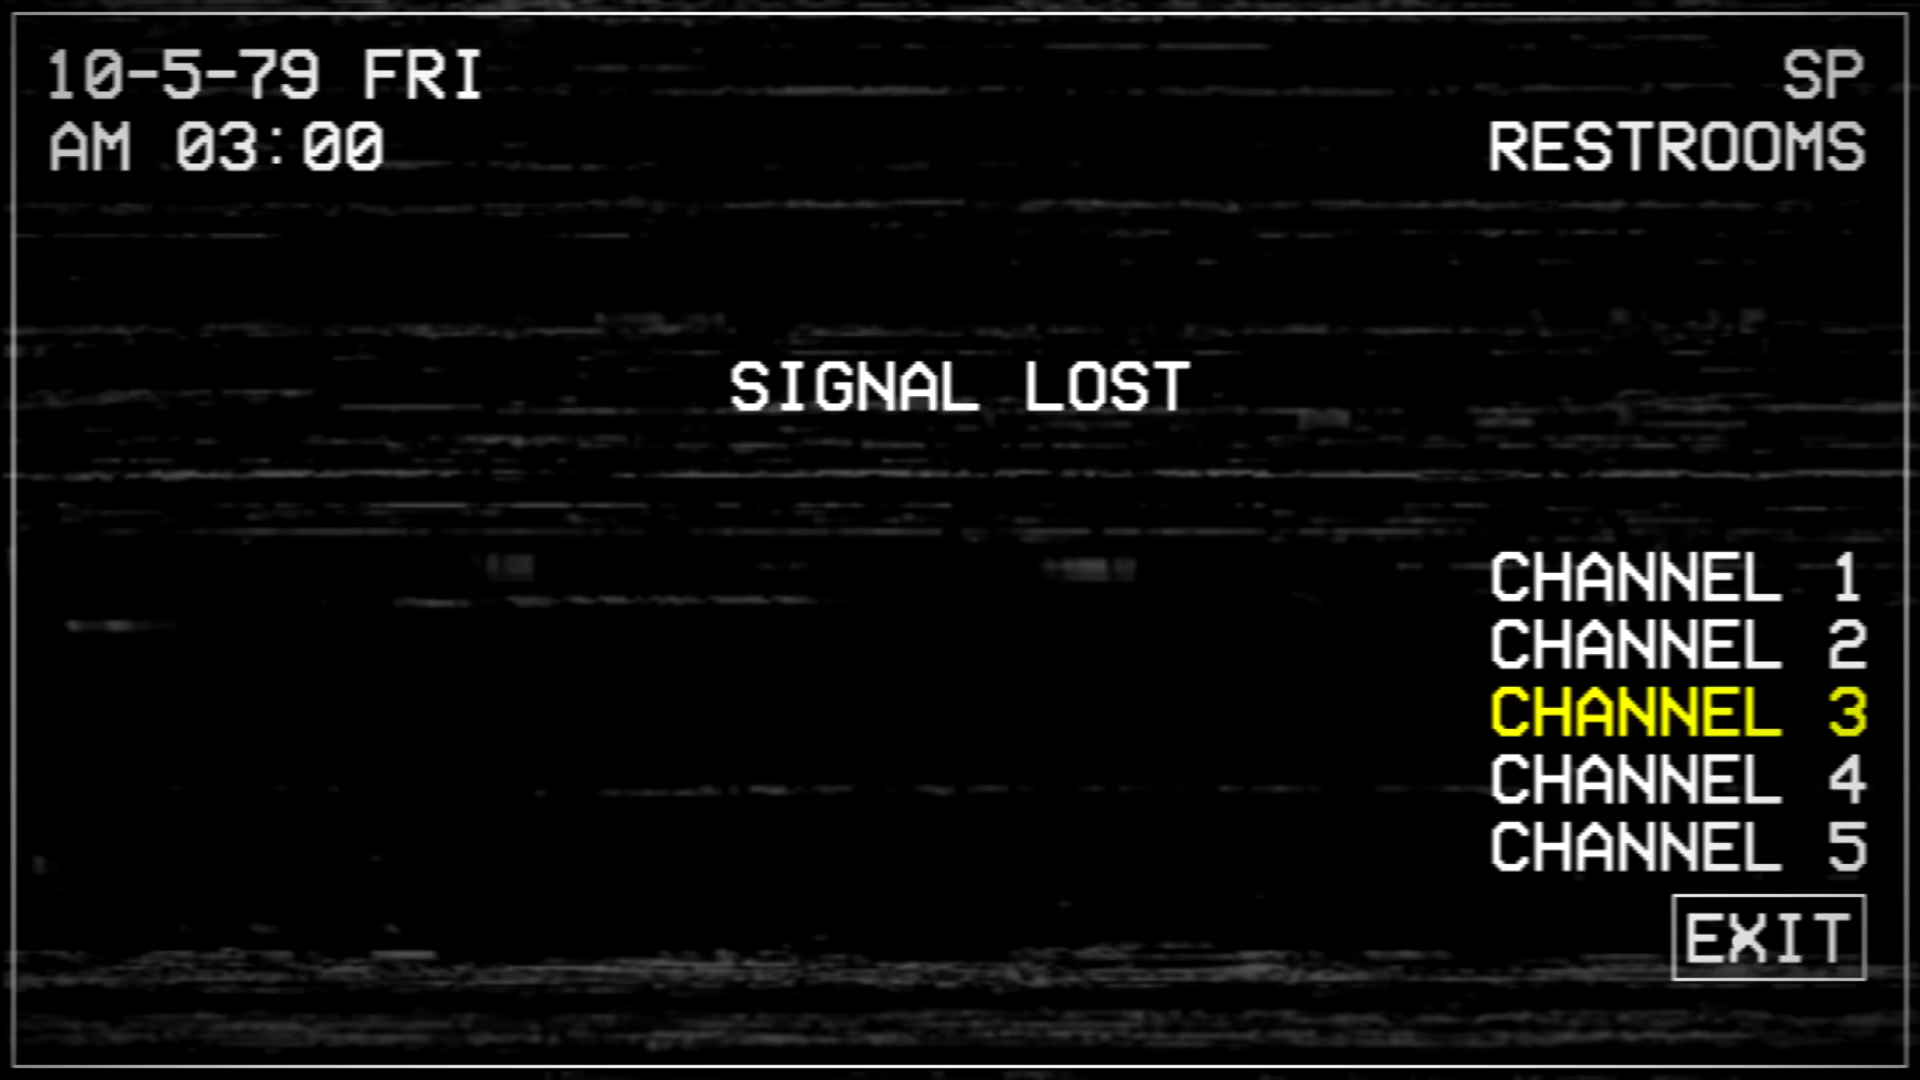 10-5-79 FRI
AM 03:00
SP
RESTROOMS
SIGNAL LOST
CHANNEL 1
CHANNEL 2
CHANNEL 3
CHANNEL 4
CHANNEL 5
EXIT